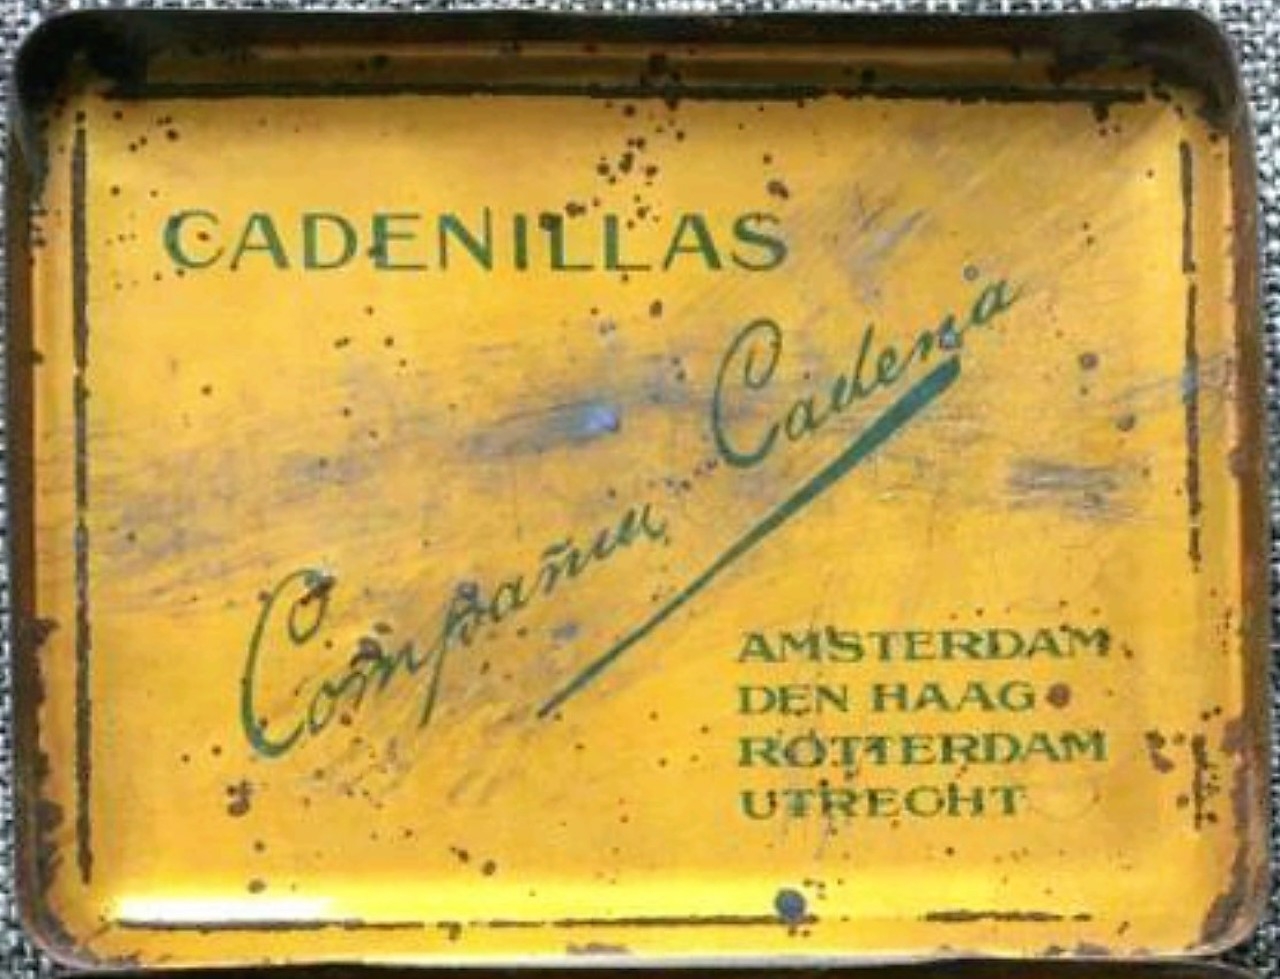 CADENILLAS
Compañia Cadena
AMSTERDAM
DEN HAAG
ROTTERDAM
UTRECHT